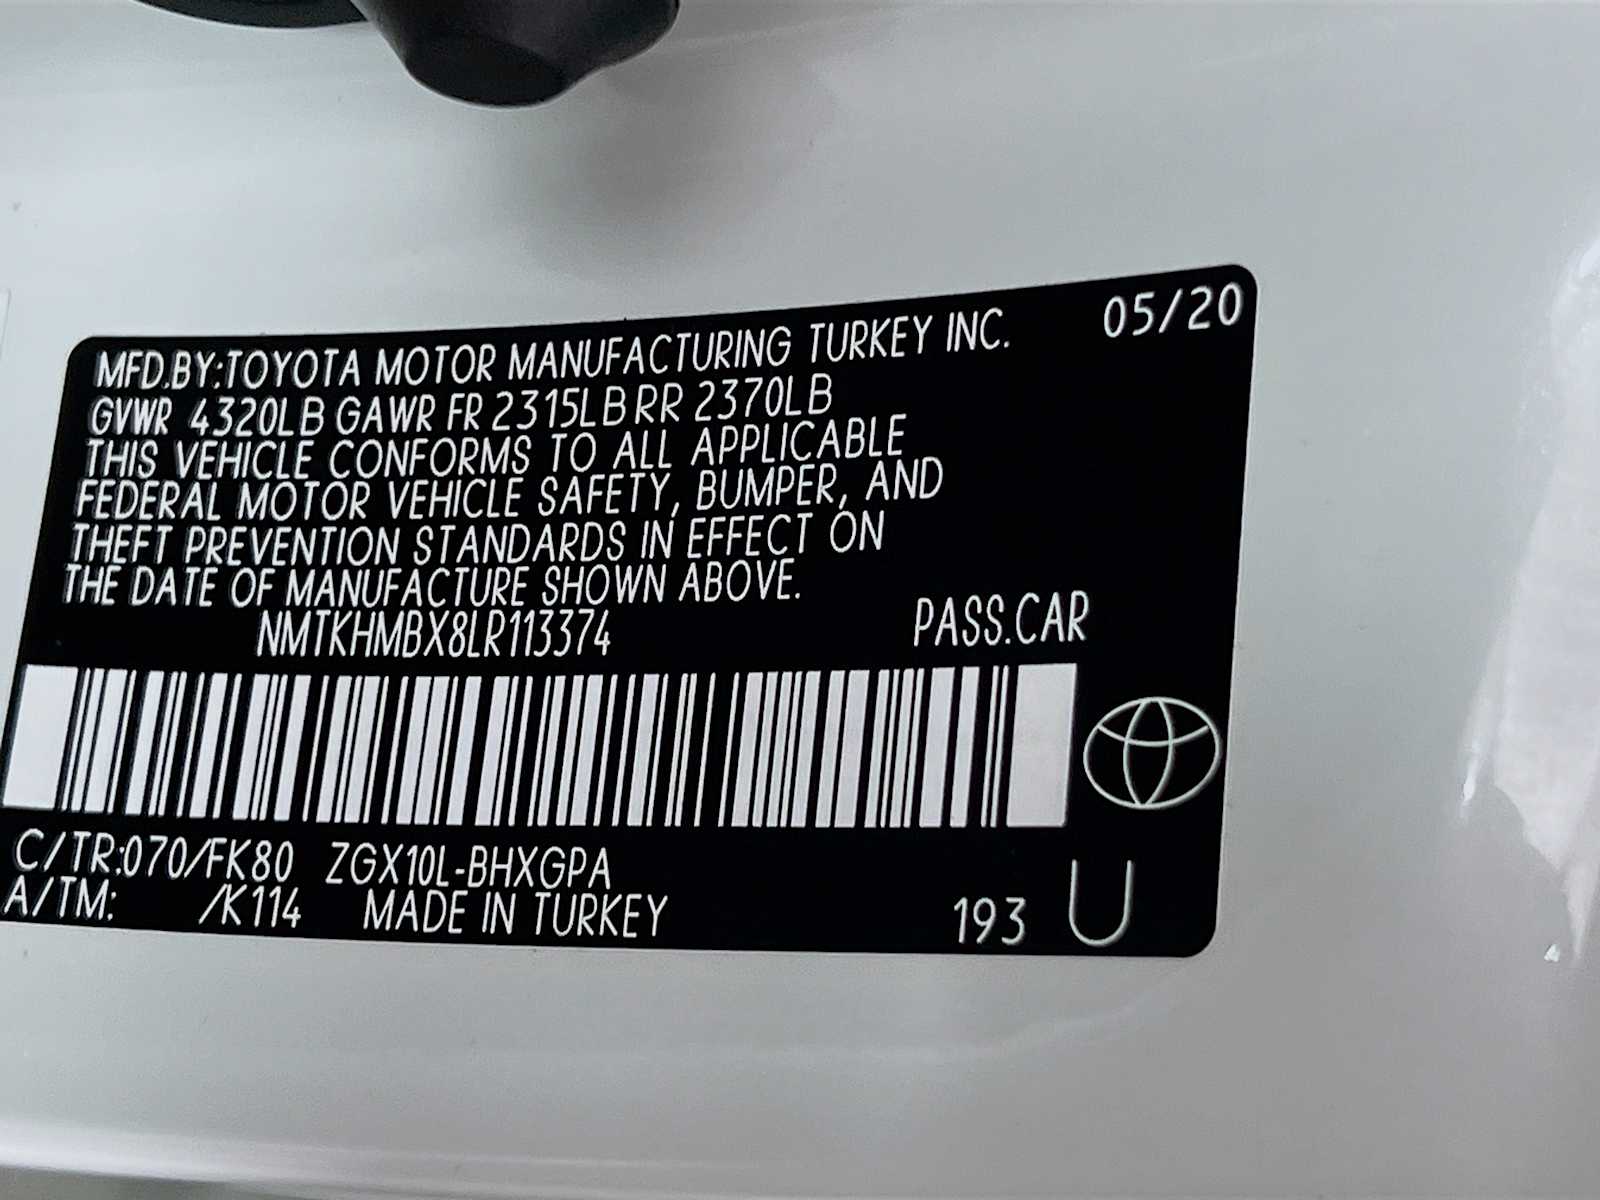 05/20
MFD.BY:TOYOTA MOTOR MANUFACTURING TURKEY INC.
GVWR 4320LB GAWR FR 2315LB RR 2370LB
THIS VEHICLE CONFORMS TO ALL APPLICABLE
FEDERAL MOTOR VEHICLE SAFETY, BUMPER, AND
THEFT PREVENTION STANDARDS IN EFFECT ON
THE DATE OF MANUFACTURE SHOWN ABOVE.
NMTKHMBX8LR113374 PASS.CAR
C/TR:070/FK80 ZGX10L-BHXGPA
A/TM: /K114 MADE IN TURKEY 193 U